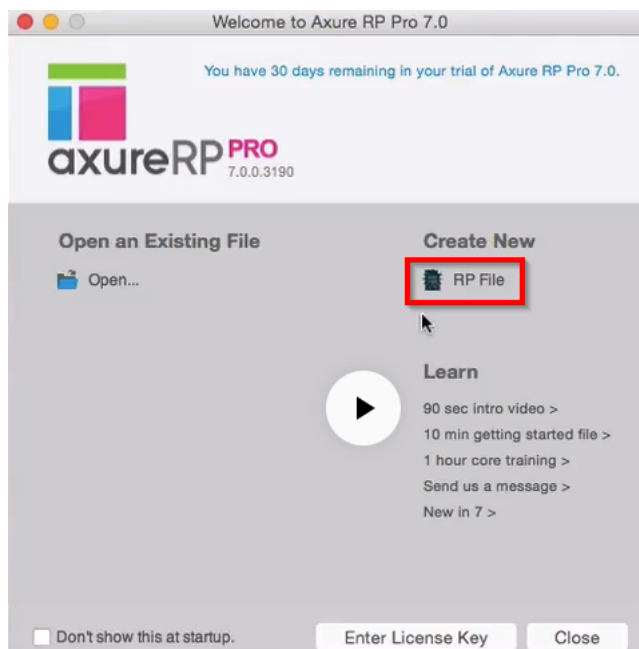 Welcome to Axure RP Pro 7.0
You have 30 days remaining in your trial of Axure RP Pro 7.0.
axureRP PRO
7.0.0.3190
Open an Existing File
Open...
Create New
RP File
Learn
90 sec intro video >
10 min getting started file >
1 hour core training >
Send us a message >
New in 7 >
Don't show this at startup.
Enter License Key
Close